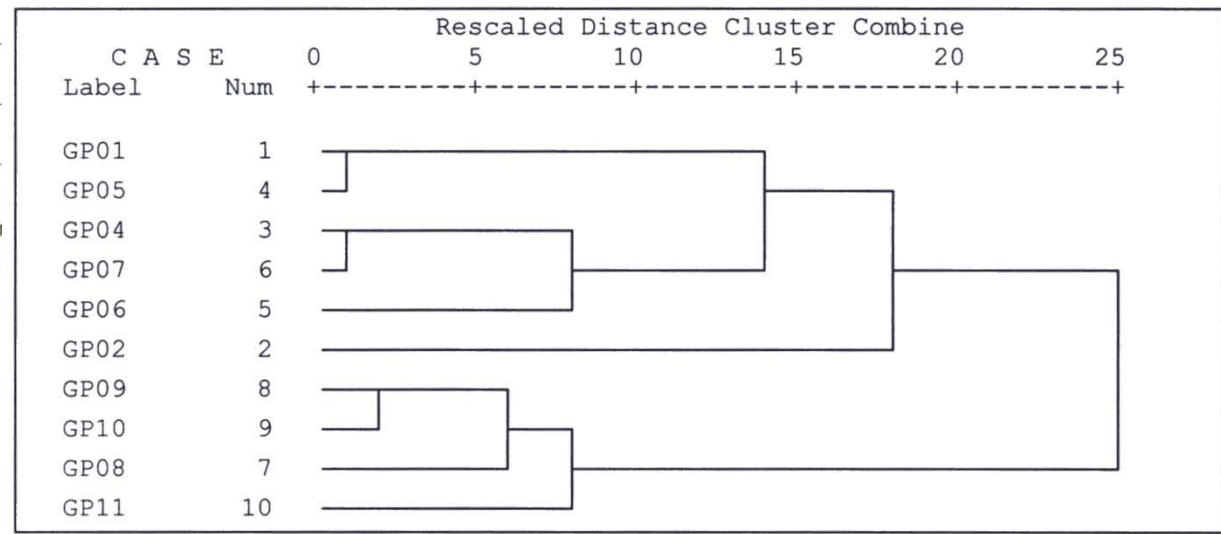 Rescaled Distance Cluster Combine
C A S E 0 5 10 15 20 25
Label Num +---------+---------+---------+---------+---------+
GP01 1
GP05 4
GP04 3
GP07 6
GP06 5
GP02 2
GP09 8
GP10 9
GP08 7
GP11 10